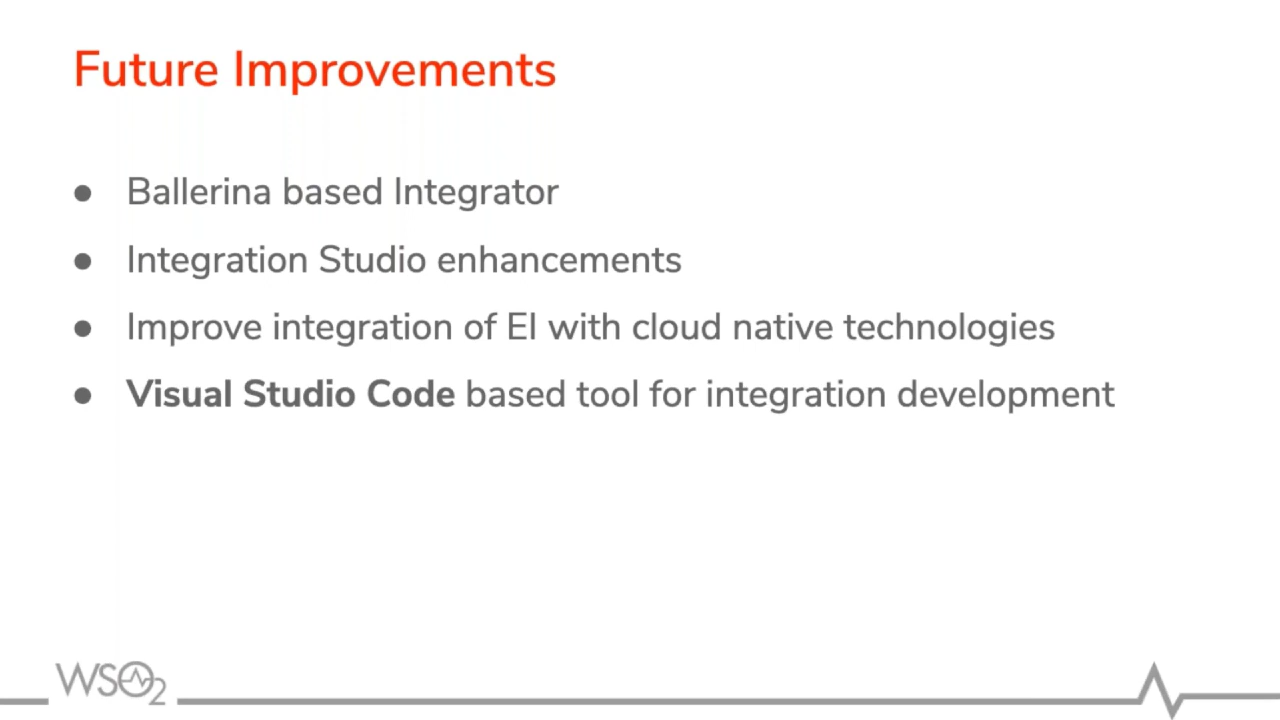 Future Improvements
● Ballerina based Integrator
● Integration Studio enhancements
● Improve integration of EI with cloud native technologies
● Visual Studio Code based tool for integration development
WSO2